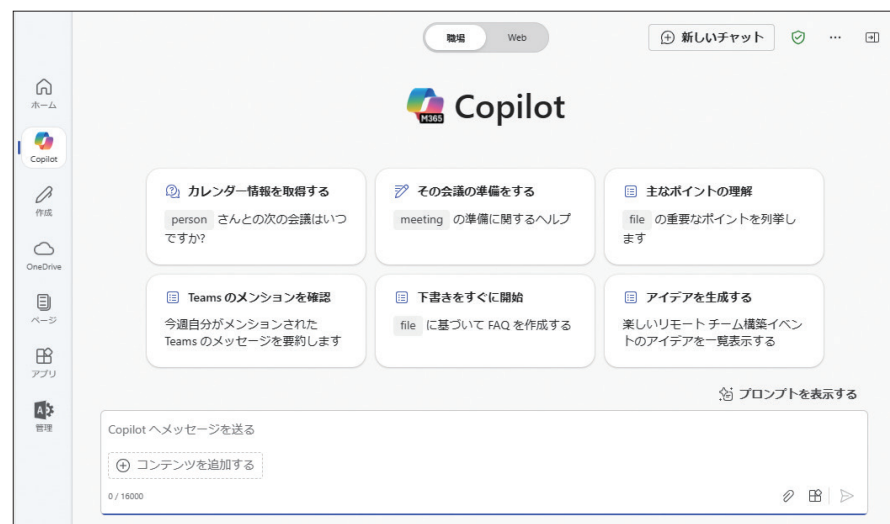 職場
Web
新しいチャット
ホーム
Copilot
作成
OneDrive
ページ
アプリ
管理
M365
Copilot
カレンダー情報を取得する
person さんとの次の会議はいつ
ですか?
その会議の準備をする
meeting の準備に関するヘルプ
主なポイントの理解
file の重要なポイントを列挙し
ます
Teams のメンションを確認
今週自分がメンションされた
Teams のメッセージを要約します
下書きをすぐに開始
file に基づいて FAQ を作成する
アイデアを生成する
楽しいリモート チーム構築イベン
トのアイデアを一覧表示する
プロンプトを表示する
Copilot へメッセージを送る
コンテンツを追加する
0 / 16000